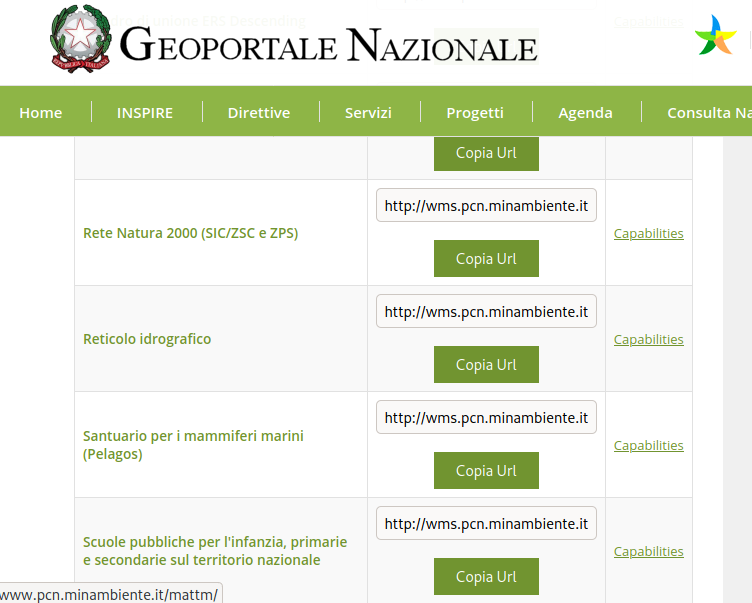 GEOPORTALE NAZIONALE
Capabilities
Home
INSPIRE
Direttive
Servizi
Progetti
Agenda
Consulta Na
Copia Url
Rete Natura 2000 (SIC/ZSC e ZPS)
http://wms.pcn.minambiente.it
Copia Url
Capabilities
Reticolo idrografico
http://wms.pcn.minambiente.it
Copia Url
Capabilities
Santuario per i mammiferi marini
(Pelagos)
http://wms.pcn.minambiente.it
Copia Url
Capabilities
Scuole pubbliche per l'infanzia, primarie
e secondarie sul territorio nazionale
http://wms.pcn.minambiente.it
Copia Url
Capabilities
www.pcn.minambiente.it/mattm/